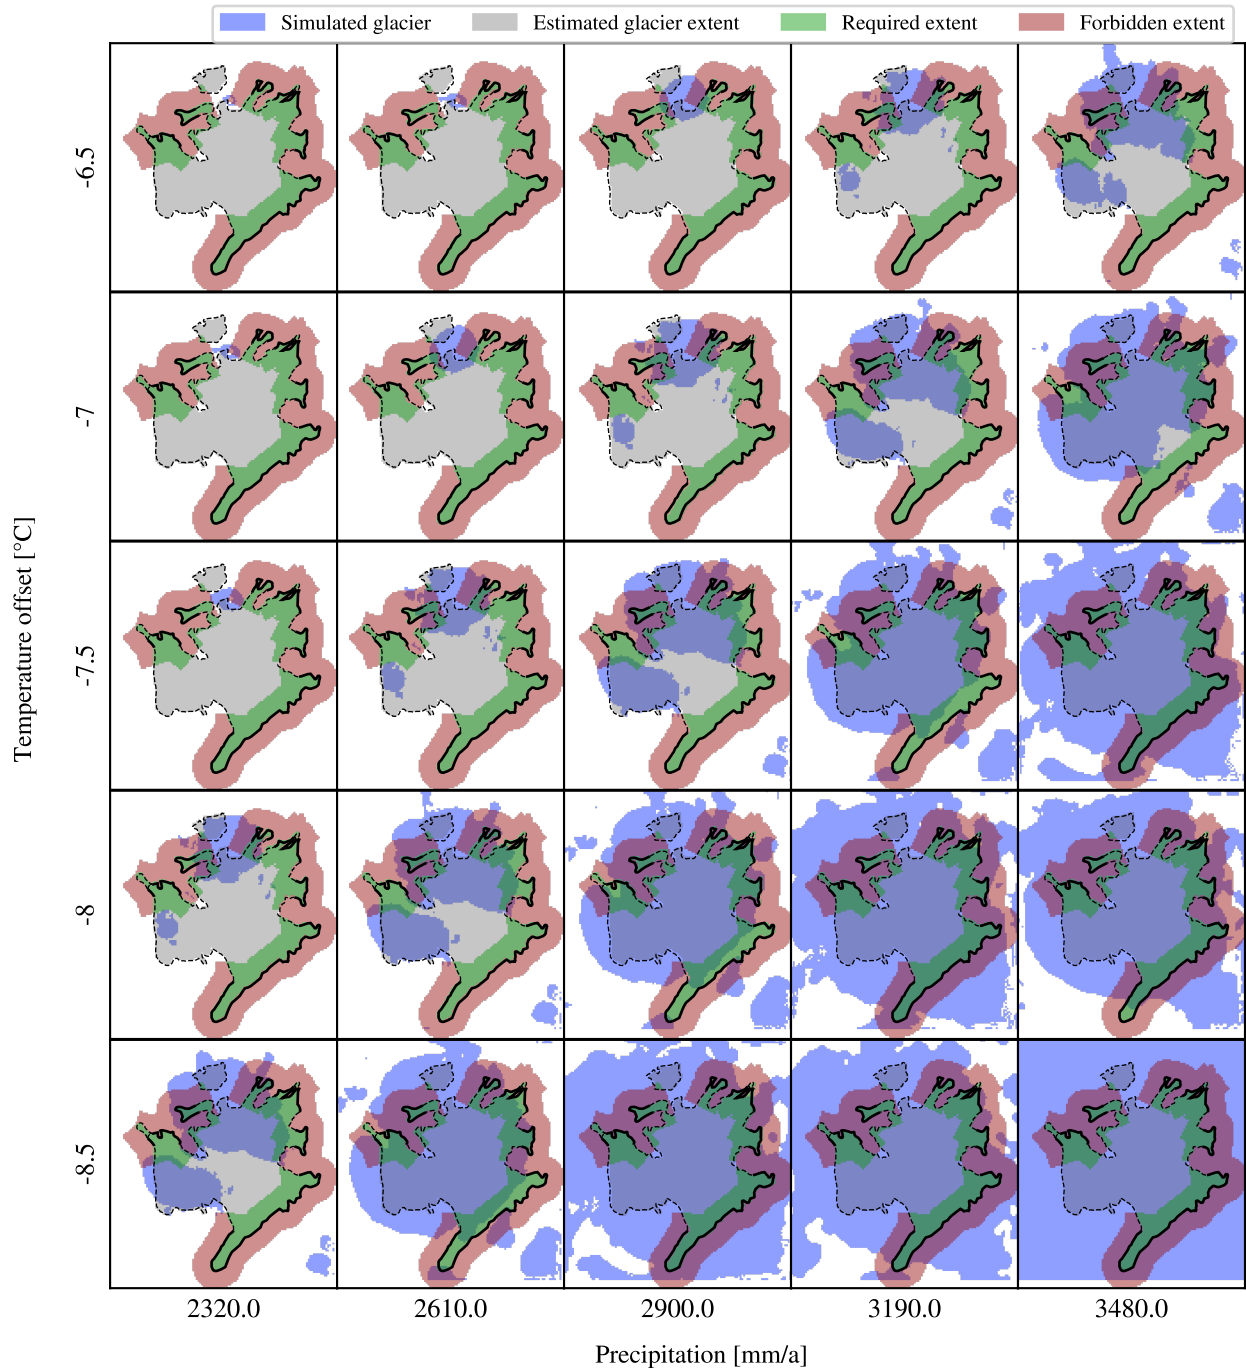 Simulated glacier Estimated glacier extent Required extent Forbidden extent
-6.5
-7
-7.5
-8
-8.5
Temperature offset [°C]
2320.0 2610.0 2900.0 3190.0 3480.0
Precipitation [mm/a]